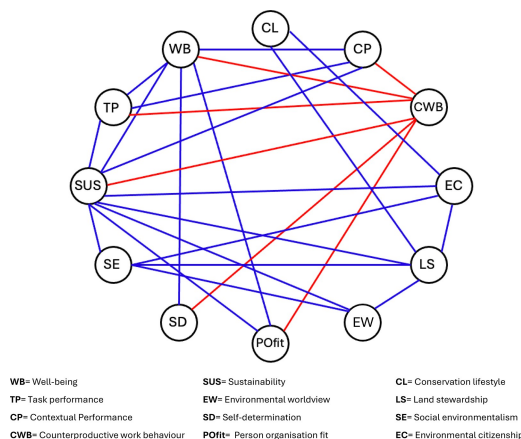 CL
WB
CP
TP
CWB
SUS
EC
SE
LS
SD
EW
POfit
WB= Well-being
SUS= Sustainability
CL= Conservation lifestyle
TP= Task performance
EW= Environmental worldview
LS= Land stewardship
CP= Contextual Performance
SD= Self-determination
SE= Social environmentalism
CWB= Counterproductive work behaviour
POfit= Person organisation fit
EC= Environmental citizenship